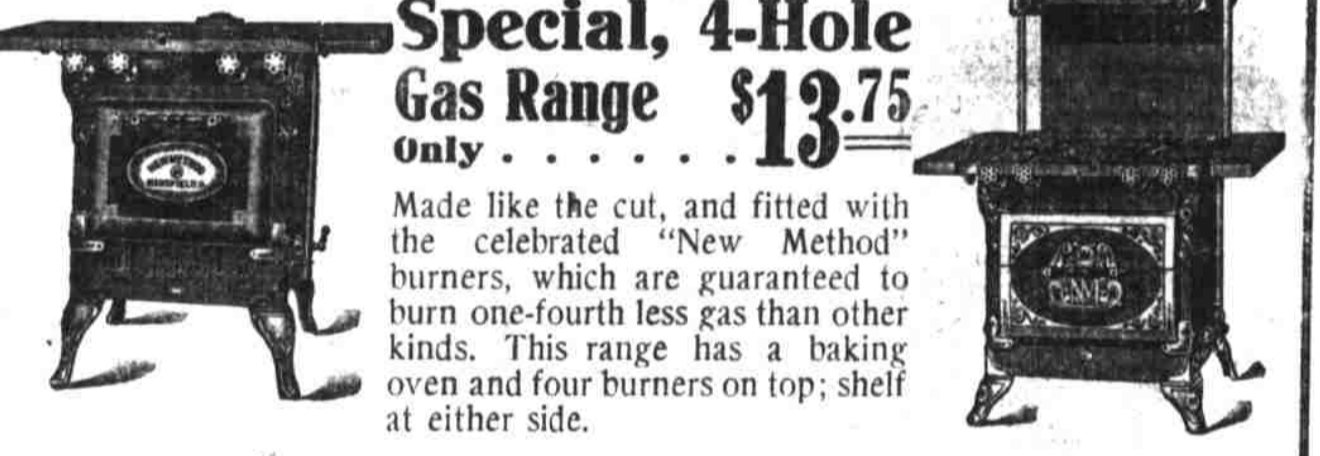 Special, 4-Hole
Gas Range $13.75
Only . . . . . .
Made like the cut, and fitted with
the celebrated “New Method”
burners, which are guaranteed to
burn one-fourth less gas than other
kinds. This range has a baking
oven and four burners on top; shelf
at either side.
DENVER